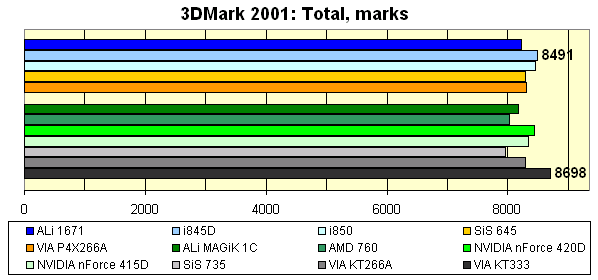 3DMark 2001: Total, marks
8491
8698
0 2000 4000 6000 8000
ALi 1671 i845D i850 SiS 645
VIA P4X266A ALi MAGiK 1C AMD 760 NVIDIA nForce 420D
NVIDIA nForce 415D SiS 735 VIA KT266A VIA KT333